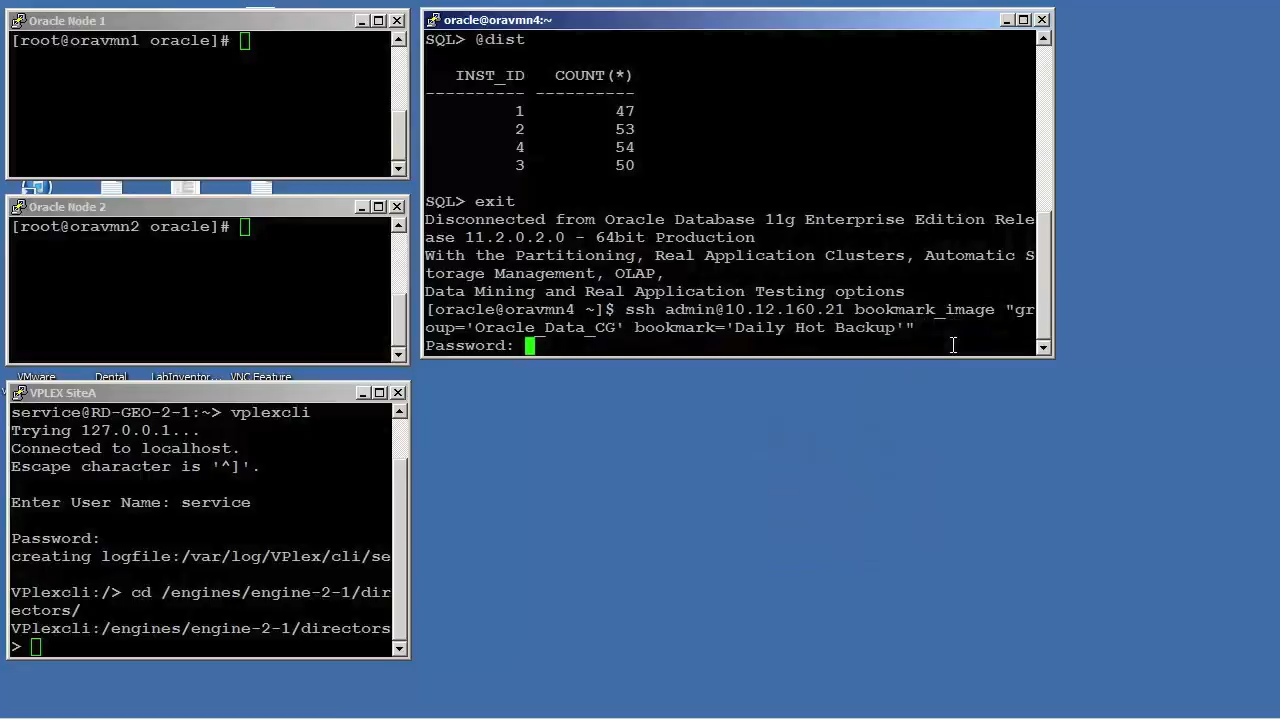 Oracle Node 1
[root@oravmn1 oracle]#
oracle@oravmn4:~
SQL> @dist
INST_ID COUNT(*)
---------- ----------
1 47
2 53
4 54
3 50
SQL> exit
Disconnected from Oracle Database 11g Enterprise Edition Rele
ase 11.2.0.2.0 - 64bit Production
With the Partitioning, Real Application Clusters, Automatic S
torage Management, OLAP,
Data Mining and Real Application Testing options
[oracle@oravmn4 ~]$ ssh admin@10.12.160.21 bookmark_image "gr
oup='Oracle_Data_CG' bookmark='Daily Hot Backup'"
Password:
Oracle Node 2
[root@oravmn2 oracle]#
VMware Dental LabInventor... VNC Feature
VPLEX SiteA
service@RD-GEO-2-1:~> vplexcli
Trying 127.0.0.1...
Connected to localhost.
Escape character is '^]'.
Enter User Name: service
Password:
creating logfile:/var/log/VPlex/cli/se
VPlexcli:/> cd /engines/engine-2-1/dir
ectors/
VPlexcli:/engines/engine-2-1/directors
>